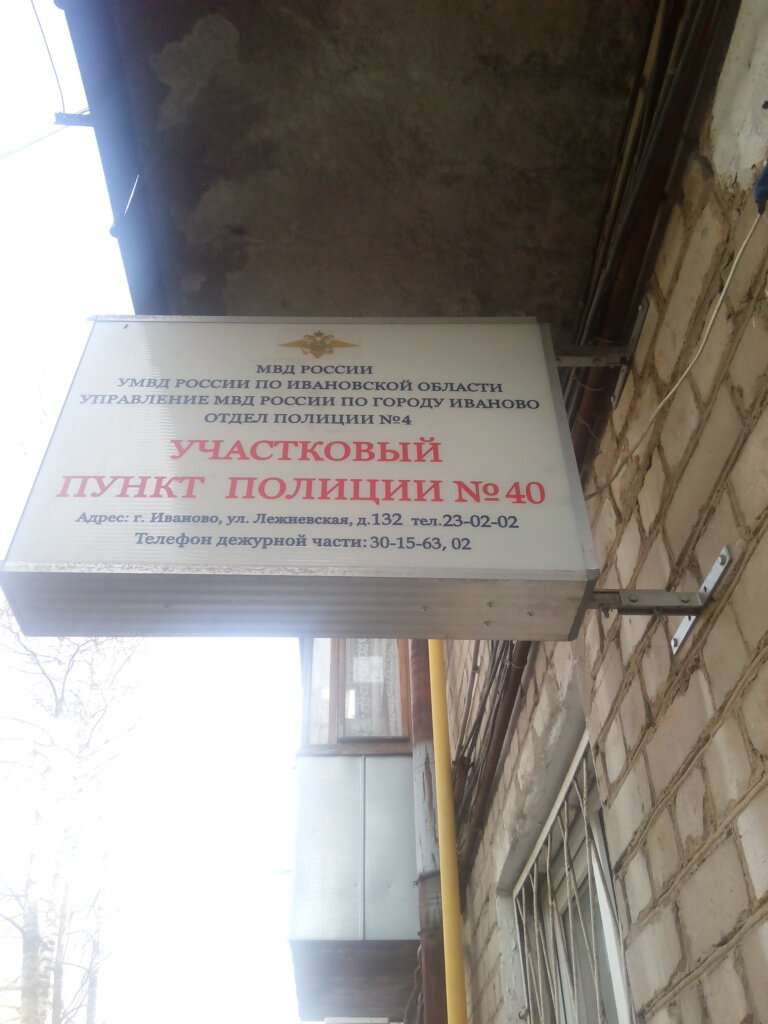 МВД РОССИИ
УМВД РОССИИ ПО ИВАНОВСКОЙ ОБЛАСТИ
УПРАВЛЕНИЕ МВД РОССИИ ПО ГОРОДУ ИВАНОВО
ОТДЕЛ ПОЛИЦИИ №4
УЧАСТКОВЫЙ
ПУНКТ ПОЛИЦИИ №40
Адрес: г. Иваново, ул. Лежневская, д.132 тел.23-02-02
Телефон дежурной части: 30-15-63, 02